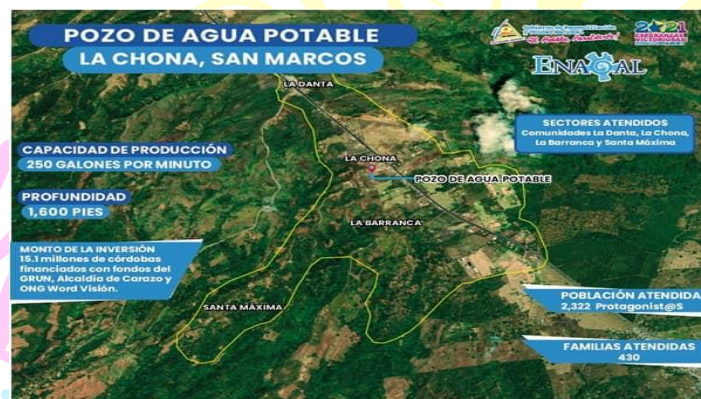 POZO DE AGUA POTABLE
LA CHONA, SAN MARCOS
2021
ESPERANZAS
VICTORIOSAS
ENACAL
LA DANTA
SECTORES ATENDIDOS
Comunidades La Danta, La Chona,
La Barranca y Santa Máxima
CAPACIDAD DE PRODUCCIÓN
250 GALONES POR MINUTO
LA CHONA
POZO DE AGUA POTABLE
PROFUNDIDAD
1,600 PIES
LA BARRANCA
MONTO DE LA INVERSIÓN
15.1 millones de córdobas
financiados con fondos del
GRUN, Alcaldía de Carazo y
ONG Word Visión.
SANTA MÁXIMA
POBLACIÓN ATENDIDA
2,322 Protagonist@S
FAMILIAS ATENDIDAS
430